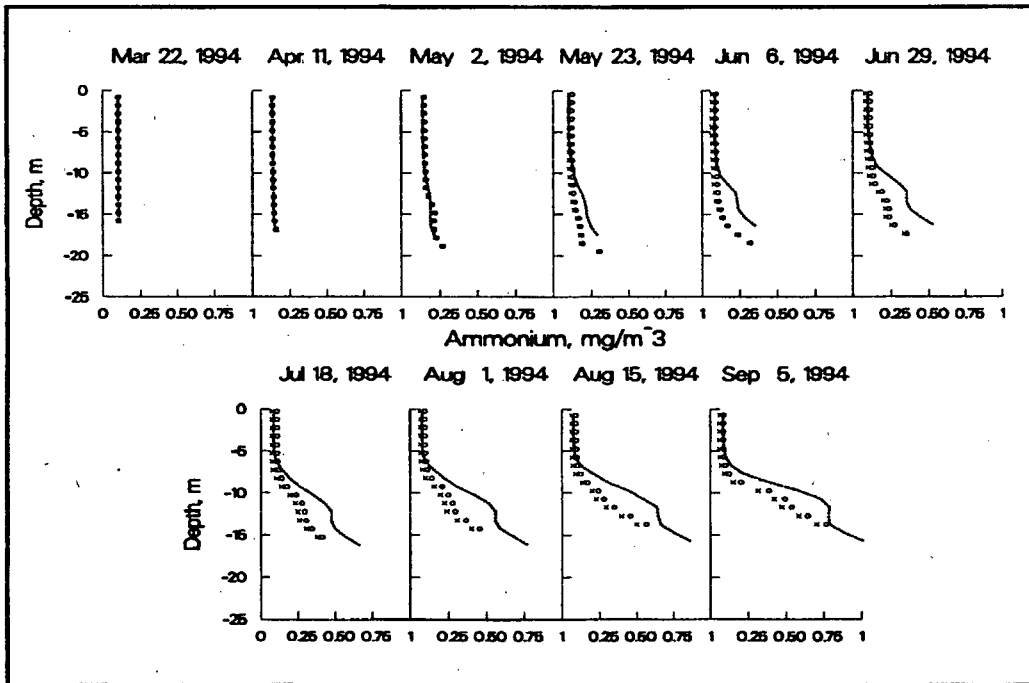 Mar 22, 1994 Apr. 11, 1994 May 2, 1994 May 23, 1994 Jun 6, 1994 Jun 29, 1994
0
-5
-10
-15
-20
-25
Depth, m
0 0.25 0.50 0.75 1 0.25 0.50 0.75 1 0.25 0.50 0.75 1 0.25 0.50 0.75 1 0.25 0.50 0.75 1 0.25 0.50 0.75 1
Ammonium, mg/m^3
Jul 18, 1994 Aug 1, 1994 Aug 15, 1994 Sep 5, 1994
0
-5
-10
-15
-20
-25
Depth, m
0 0.25 0.50 0.75 1 0.25 0.50 0.75 1 0.25 0.50 0.75 1 0.25 0.50 0.75 1